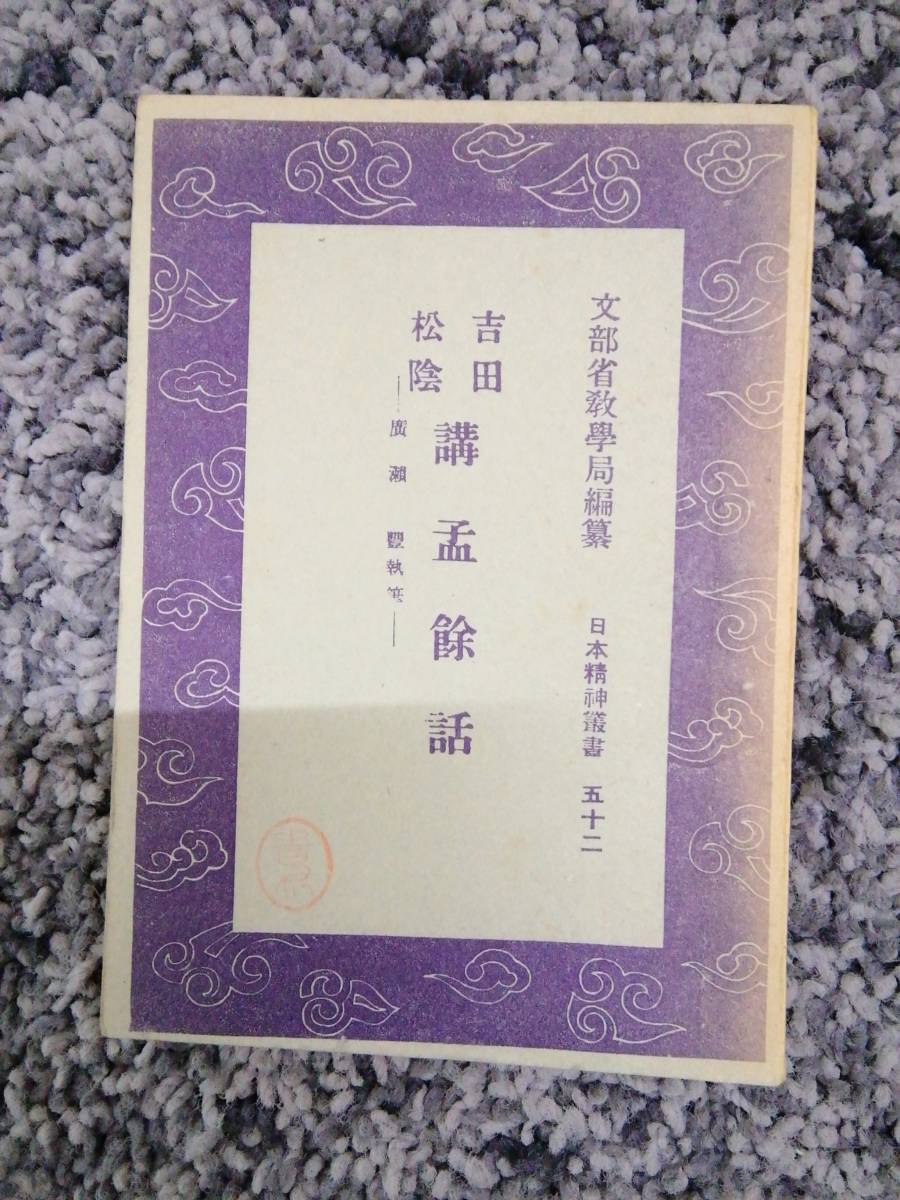 文部省教學局編纂　日本精神叢書　五十二
吉田松陰　講孟餘話
―廣瀨　豐執筆―